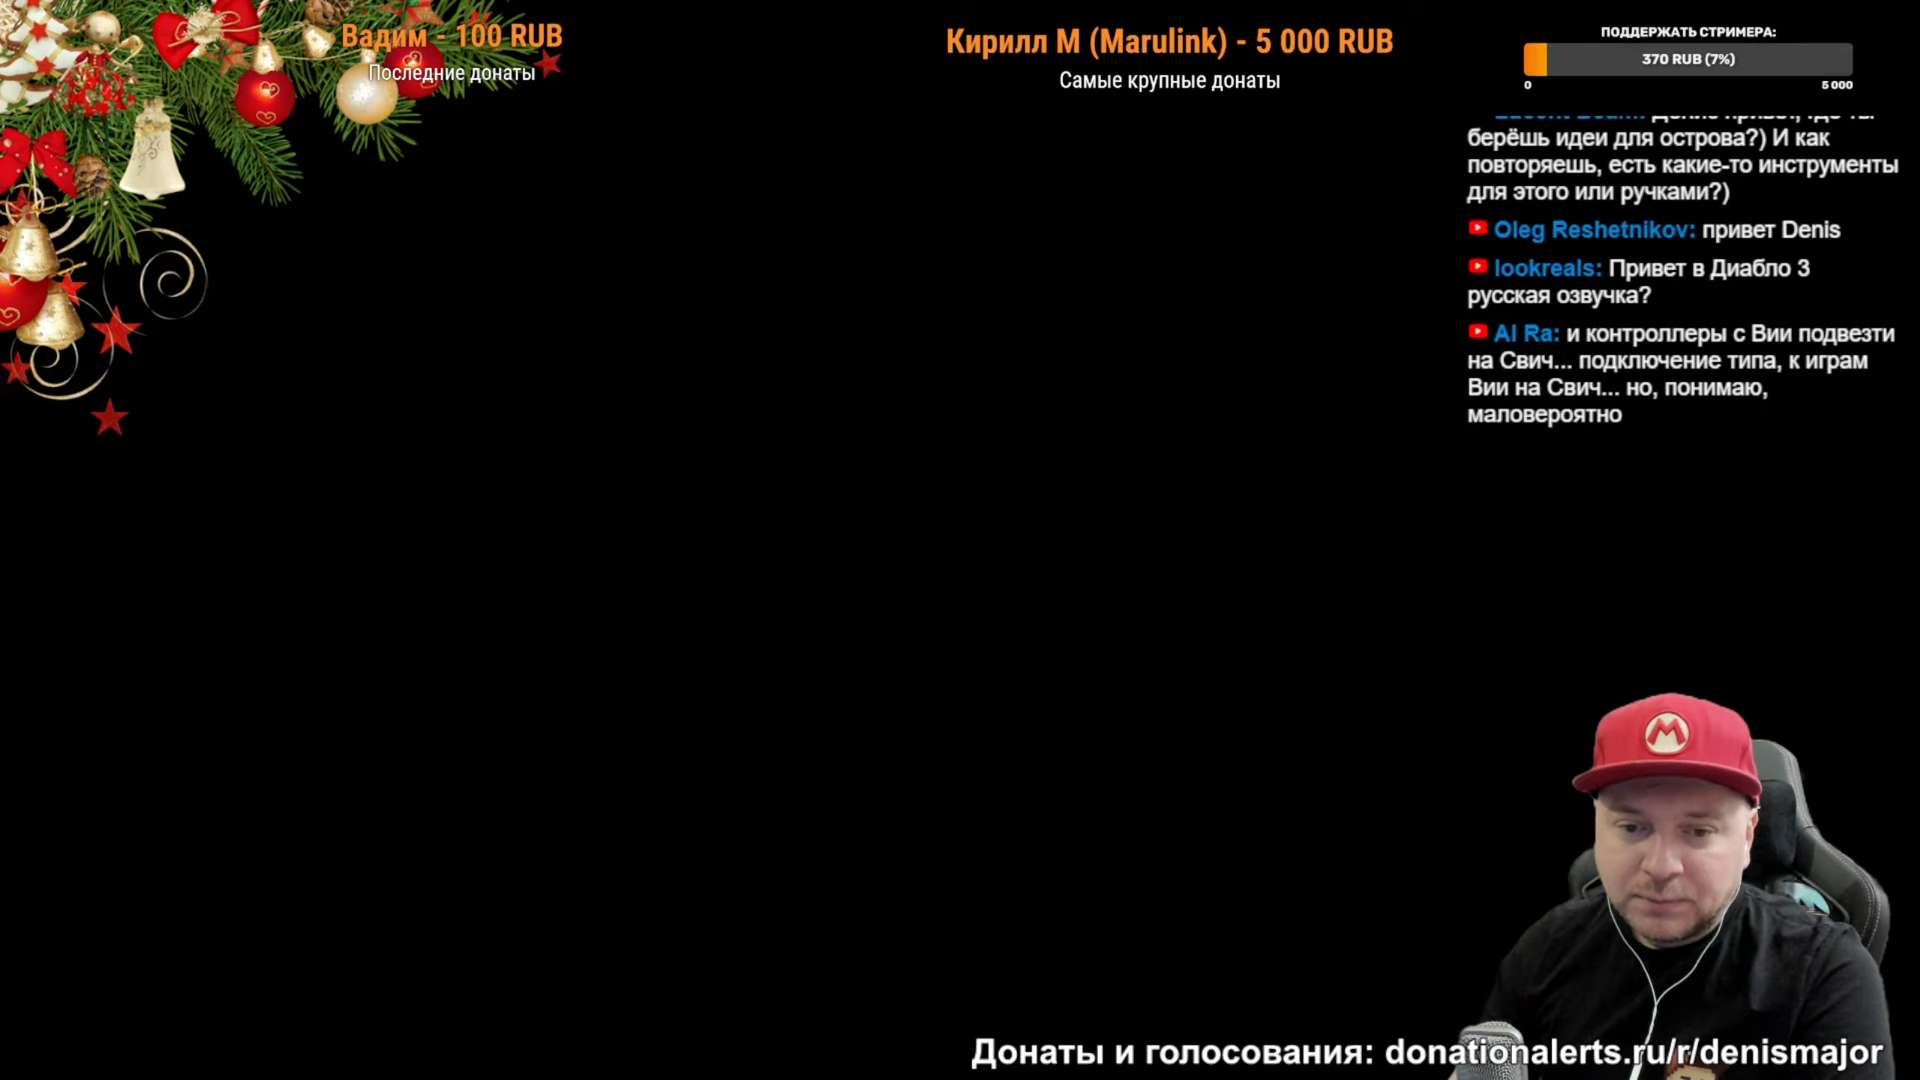 Вадим - 100 RUB
Последние донаты
Кирилл М (Marulink) - 5 000 RUB
Самые крупные донаты
ПОДДЕРЖАТЬ СТРИМЕРА:
370 RUB (7%)
0
5 000
берёшь идеи для острова?) И как
повторяешь, есть какие-то инструменты
для этого или ручками?)
Oleg Reshetnikov: привет Denis
lookreals: Привет в Диабло 3
русская озвучка?
Al Ra: и контроллеры с Вии подвезти
на Свич... подключение типа, к играм
Вии на Свич... но, понимаю,
маловероятно
M
Донаты и голосования: donationalerts.ru/r/denismajor